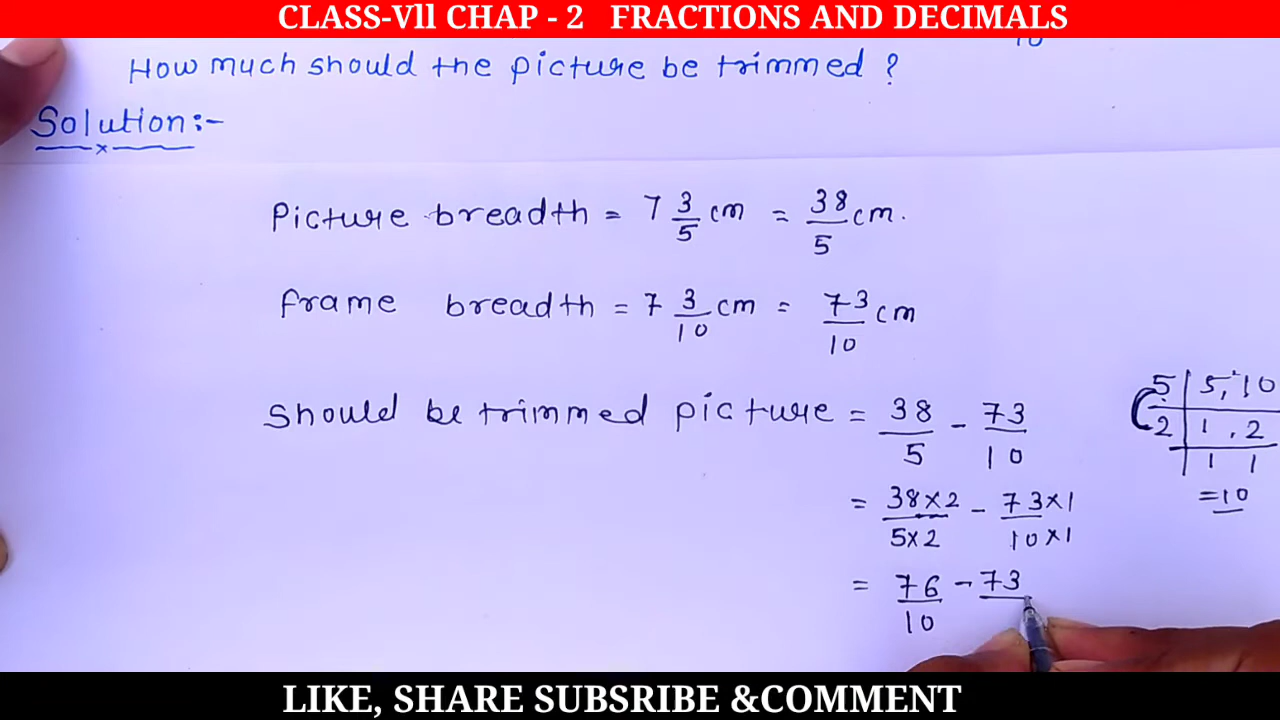 CLASS-Vll CHAP - 2 FRACTIONS AND DECIMALS
10
How much should the picture be trimmed ?
Solution:-
Picture breadth = 7 3/5 cm = 38/5 cm.
frame breadth = 7 3/10 cm = 73/10 cm
Should be trimmed picture = 38/5 - 73/10
= 38×2/5×2 - 73×1/10×1
= 76/10 - 73
5 | 5, 10
2 | 1, 2
| 1 1
= 10
LIKE, SHARE SUBSRIBE &COMMENT